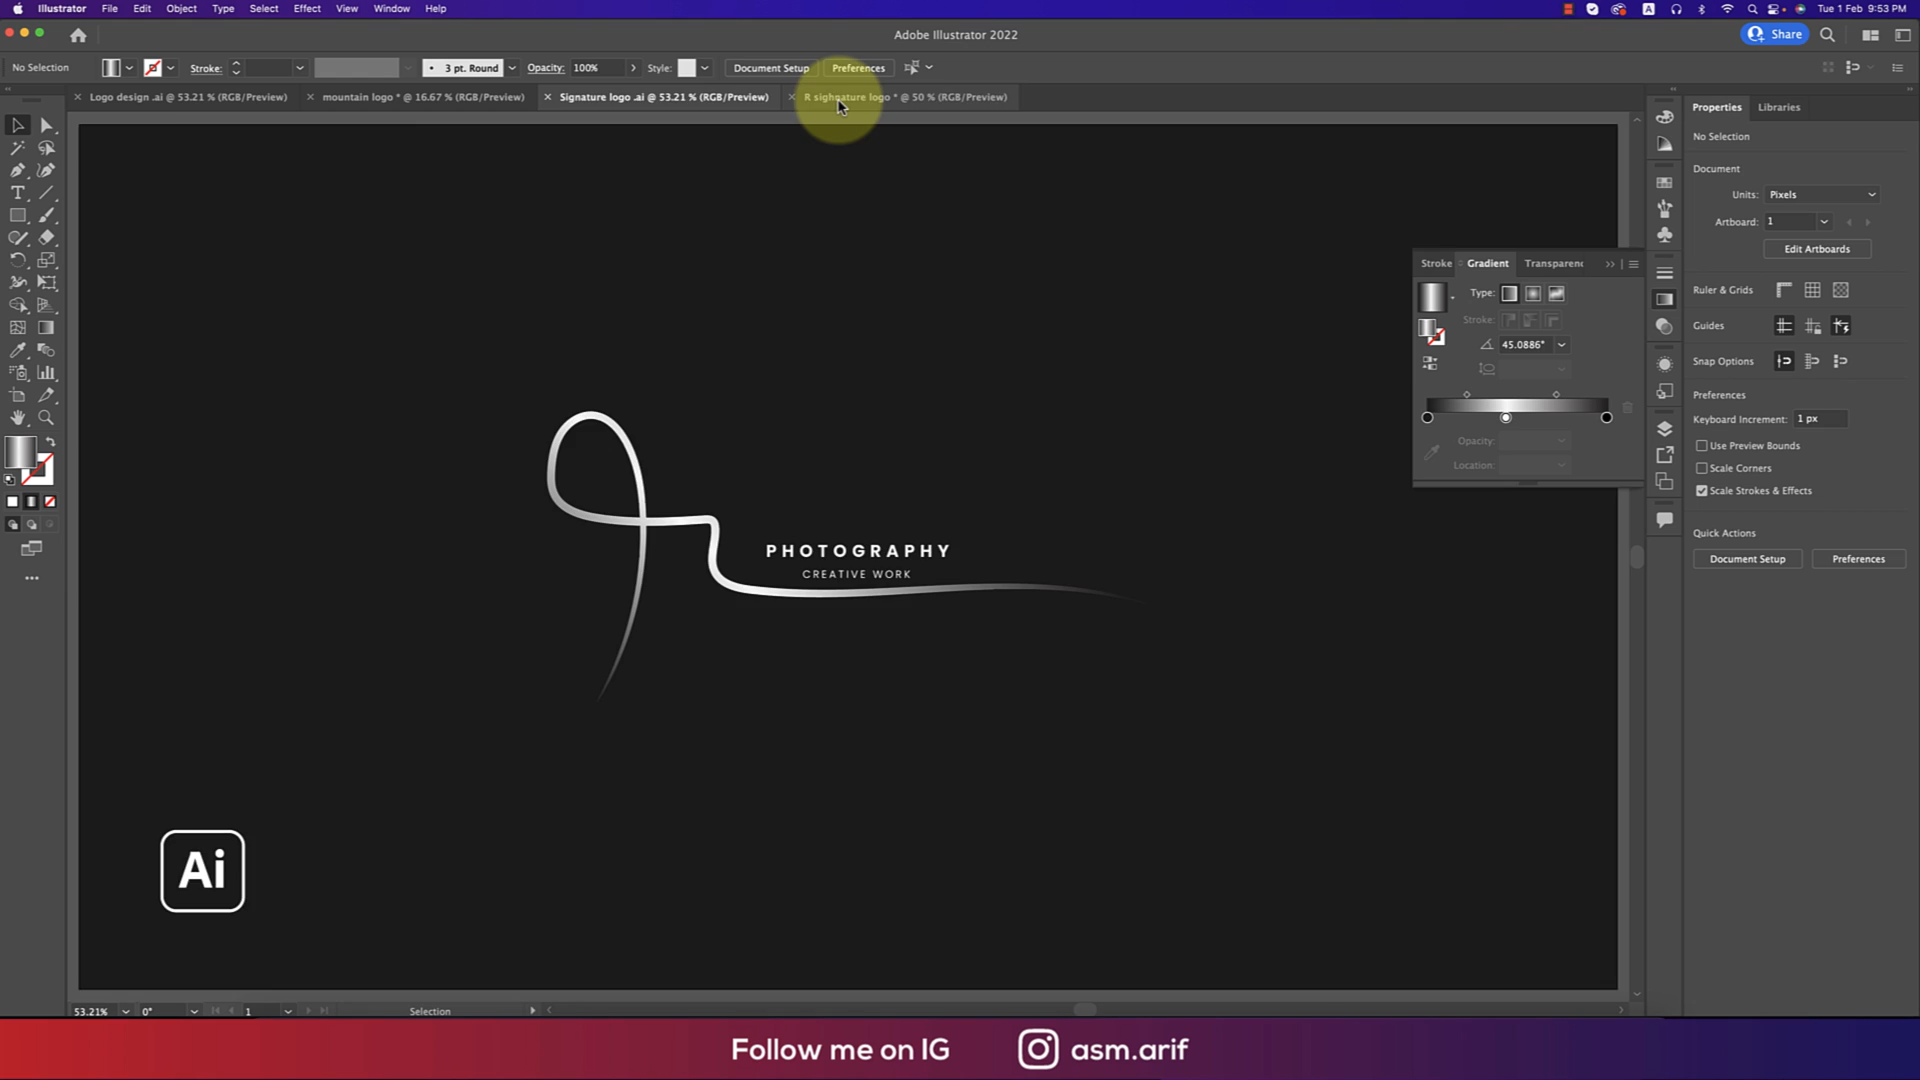 Illustrator File Edit Object Type Select Effect View Window Help
A
Tue 1 Feb 9:53 PM
Adobe Illustrator 2022
Share
No Selection
Stroke:
3 pt. Round
Opacity: 100%
Style:
Document Setup
Preferences
Logo design .ai @ 53.21 % (RGB/Preview)
mountain logo * @ 16.67 % (RGB/Preview)
Signature logo .ai @ 53.21 % (RGB/Preview)
R sighnature logo * @ 50 % (RGB/Preview)
Properties
Libraries
No Selection
Document
Units: Pixels
Artboard: 1
Edit Artboards
Ruler & Grids
Guides
Snap Options
Preferences
Keyboard Increment: 1 px
Use Preview Bounds
Scale Corners
Scale Strokes & Effects
Quick Actions
Document Setup
Preferences
Stroke
Gradient
Transparenc
Type:
Stroke:
45.0886°
Opacity:
Location:
PHOTOGRAPHY
CREATIVE WORK
Ai
53.21%
0°
1
Selection
Follow me on IG
asm.arif